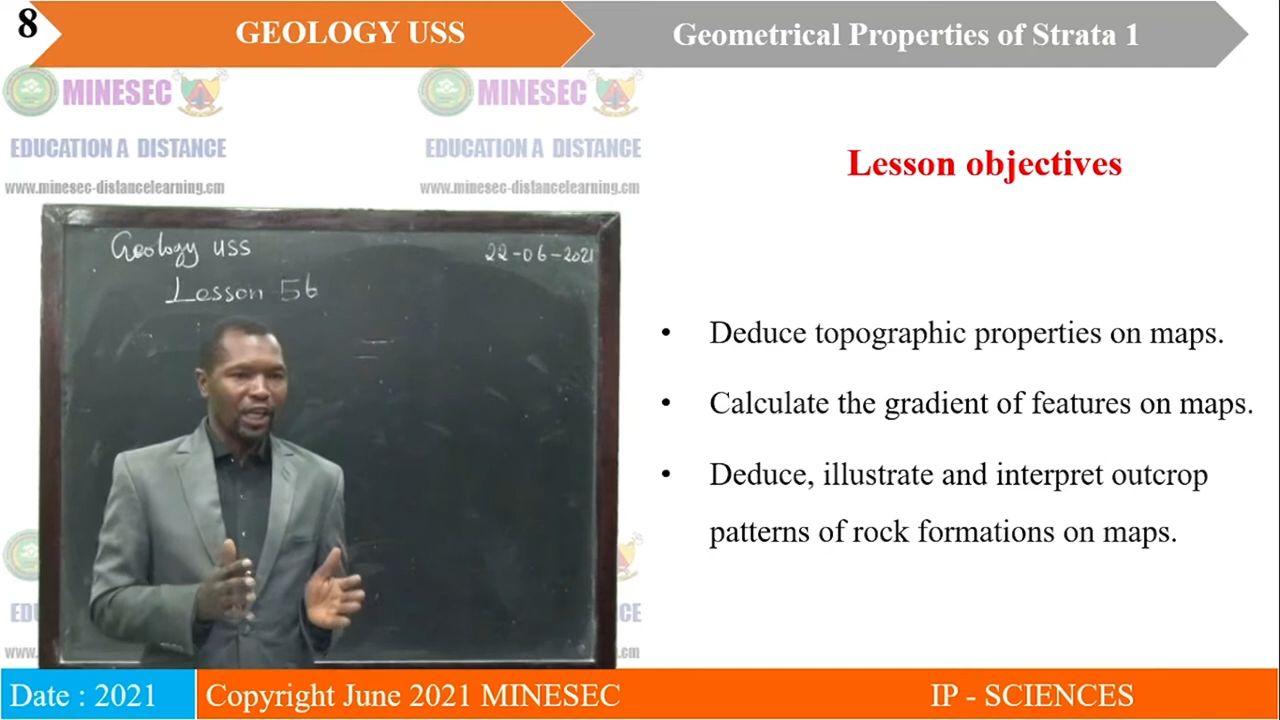 8
GEOLOGY USS
Geometrical Properties of Strata 1
MINESEC
MINESEC
EDUCATION A DISTANCE
EDUCATION A DISTANCE
www.minesec-distancelearning.cm
www.minesec-distancelearning.cm
Lesson objectives
Geology USS
22-06-2021
Lesson 56
• Deduce topographic properties on maps.
• Calculate the gradient of features on maps.
• Deduce, illustrate and interpret outcrop
patterns of rock formations on maps.
Date : 2021
Copyright June 2021 MINESEC
IP - SCIENCES